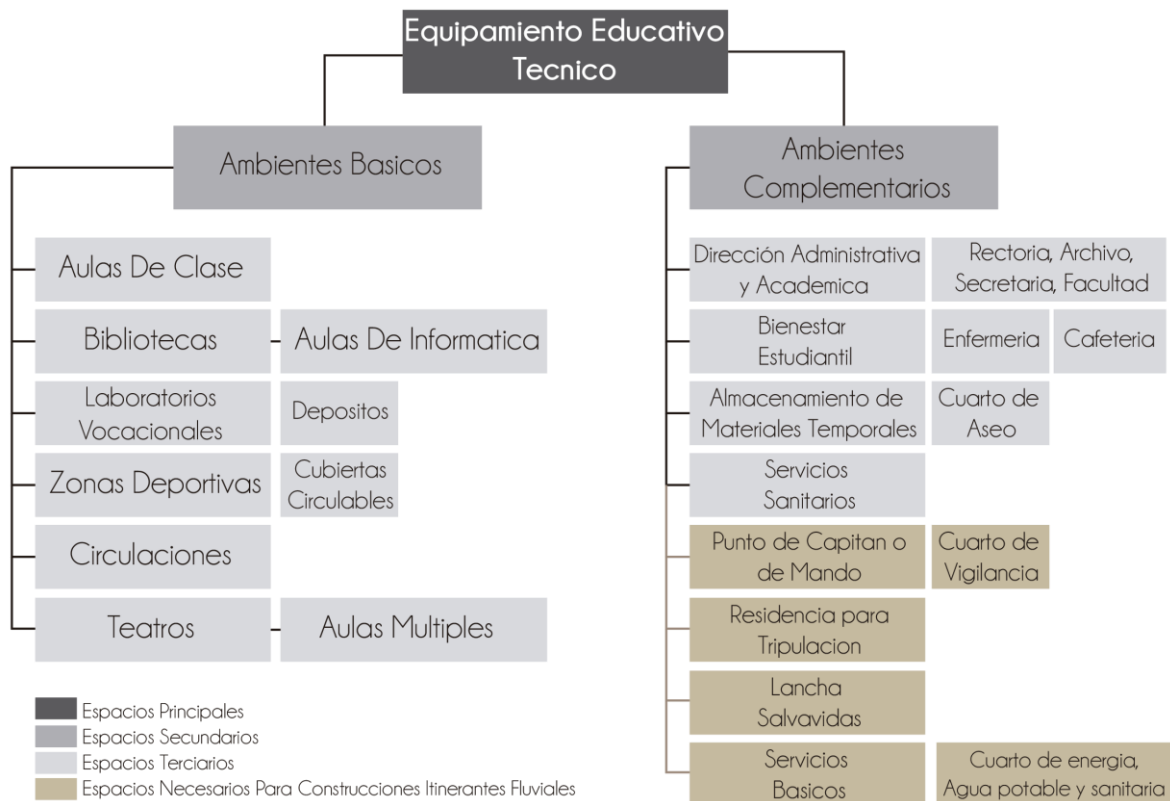 Equipamiento Educativo
Tecnico
Ambientes Basicos
Aulas De Clase
Bibliotecas
Aulas De Informatica
Laboratorios
Vocacionales
Depositos
Zonas Deportivas
Cubiertas
Circulables
Circulaciones
Teatros
Aulas Multiples
Ambientes
Complementarios
Dirección Administrativa
y Academica
Rectoria, Archivo,
Secretaria, Facultad
Bienestar
Estudiantil
Enfermeria
Cafeteria
Almacenamiento de
Materiales Temporales
Cuarto de
Aseo
Servicios
Sanitarios
Punto de Capitan o
de Mando
Cuarto de
Vigilancia
Residencia para
Tripulacion
Lancha
Salvavidas
Servicios
Basicos
Cuarto de energia,
Agua potable y sanitaria
Espacios Principales
Espacios Secundarios
Espacios Terciarios
Espacios Necesarios Para Construcciones Itinerantes Fluviales